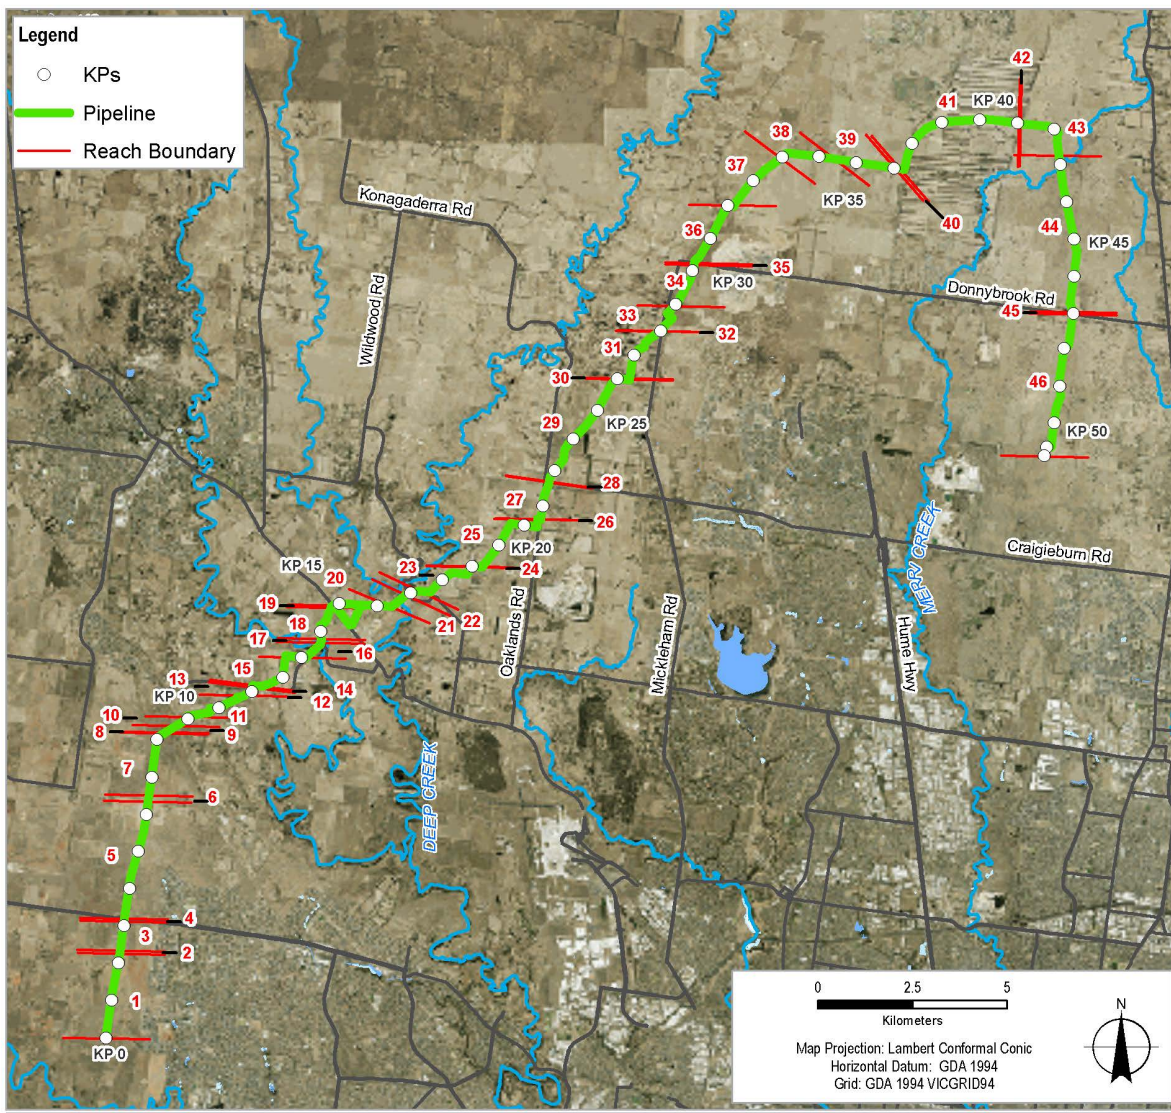 Legend
KPs
Pipeline
Reach Boundary
42
41
KP 40
43
38
39
37
KP 35
40
Konagaderra Rd
36
44
KP 45
35
34
KP 30
Donnybrook Rd
Wildwood Rd
33
32
45
31
30
46
29
KP 25
KP 50
28
27
26
MERRY CREEK
25
KP 20
Craigieburn Rd
KP 15
23
24
20
19
22
21
18
17
16
Oaklands Rd
Mickleham Rd
Hume Hwy
15
13
14
KP 10
12
10
11
8
9
7
DEEP CREEK
6
5
4
3
2
1
KP 0
0 2.5 5
Kilometers
N
Map Projection: Lambert Conformal Conic
Horizontal Datum: GDA 1994
Grid: GDA 1994 VICGRID94